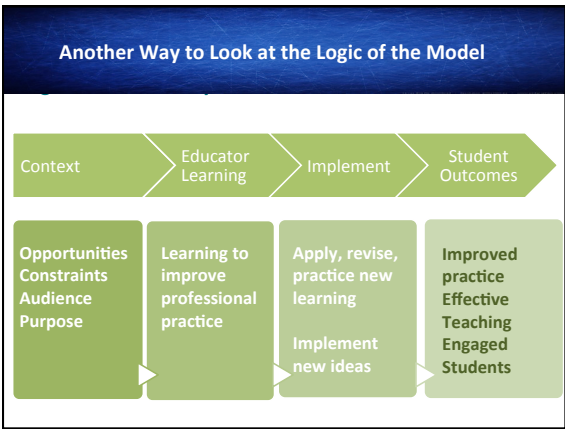 Another Way to Look at the Logic of the Model
Context
Educator
Learning
Implement
Student
Outcomes
Opportunities
Constraints
Audience
Purpose
Learning to
improve
professional
practice
Apply, revise,
practice new
learning
Implement
new ideas
Improved
practice
Effective
Teaching
Engaged
Students